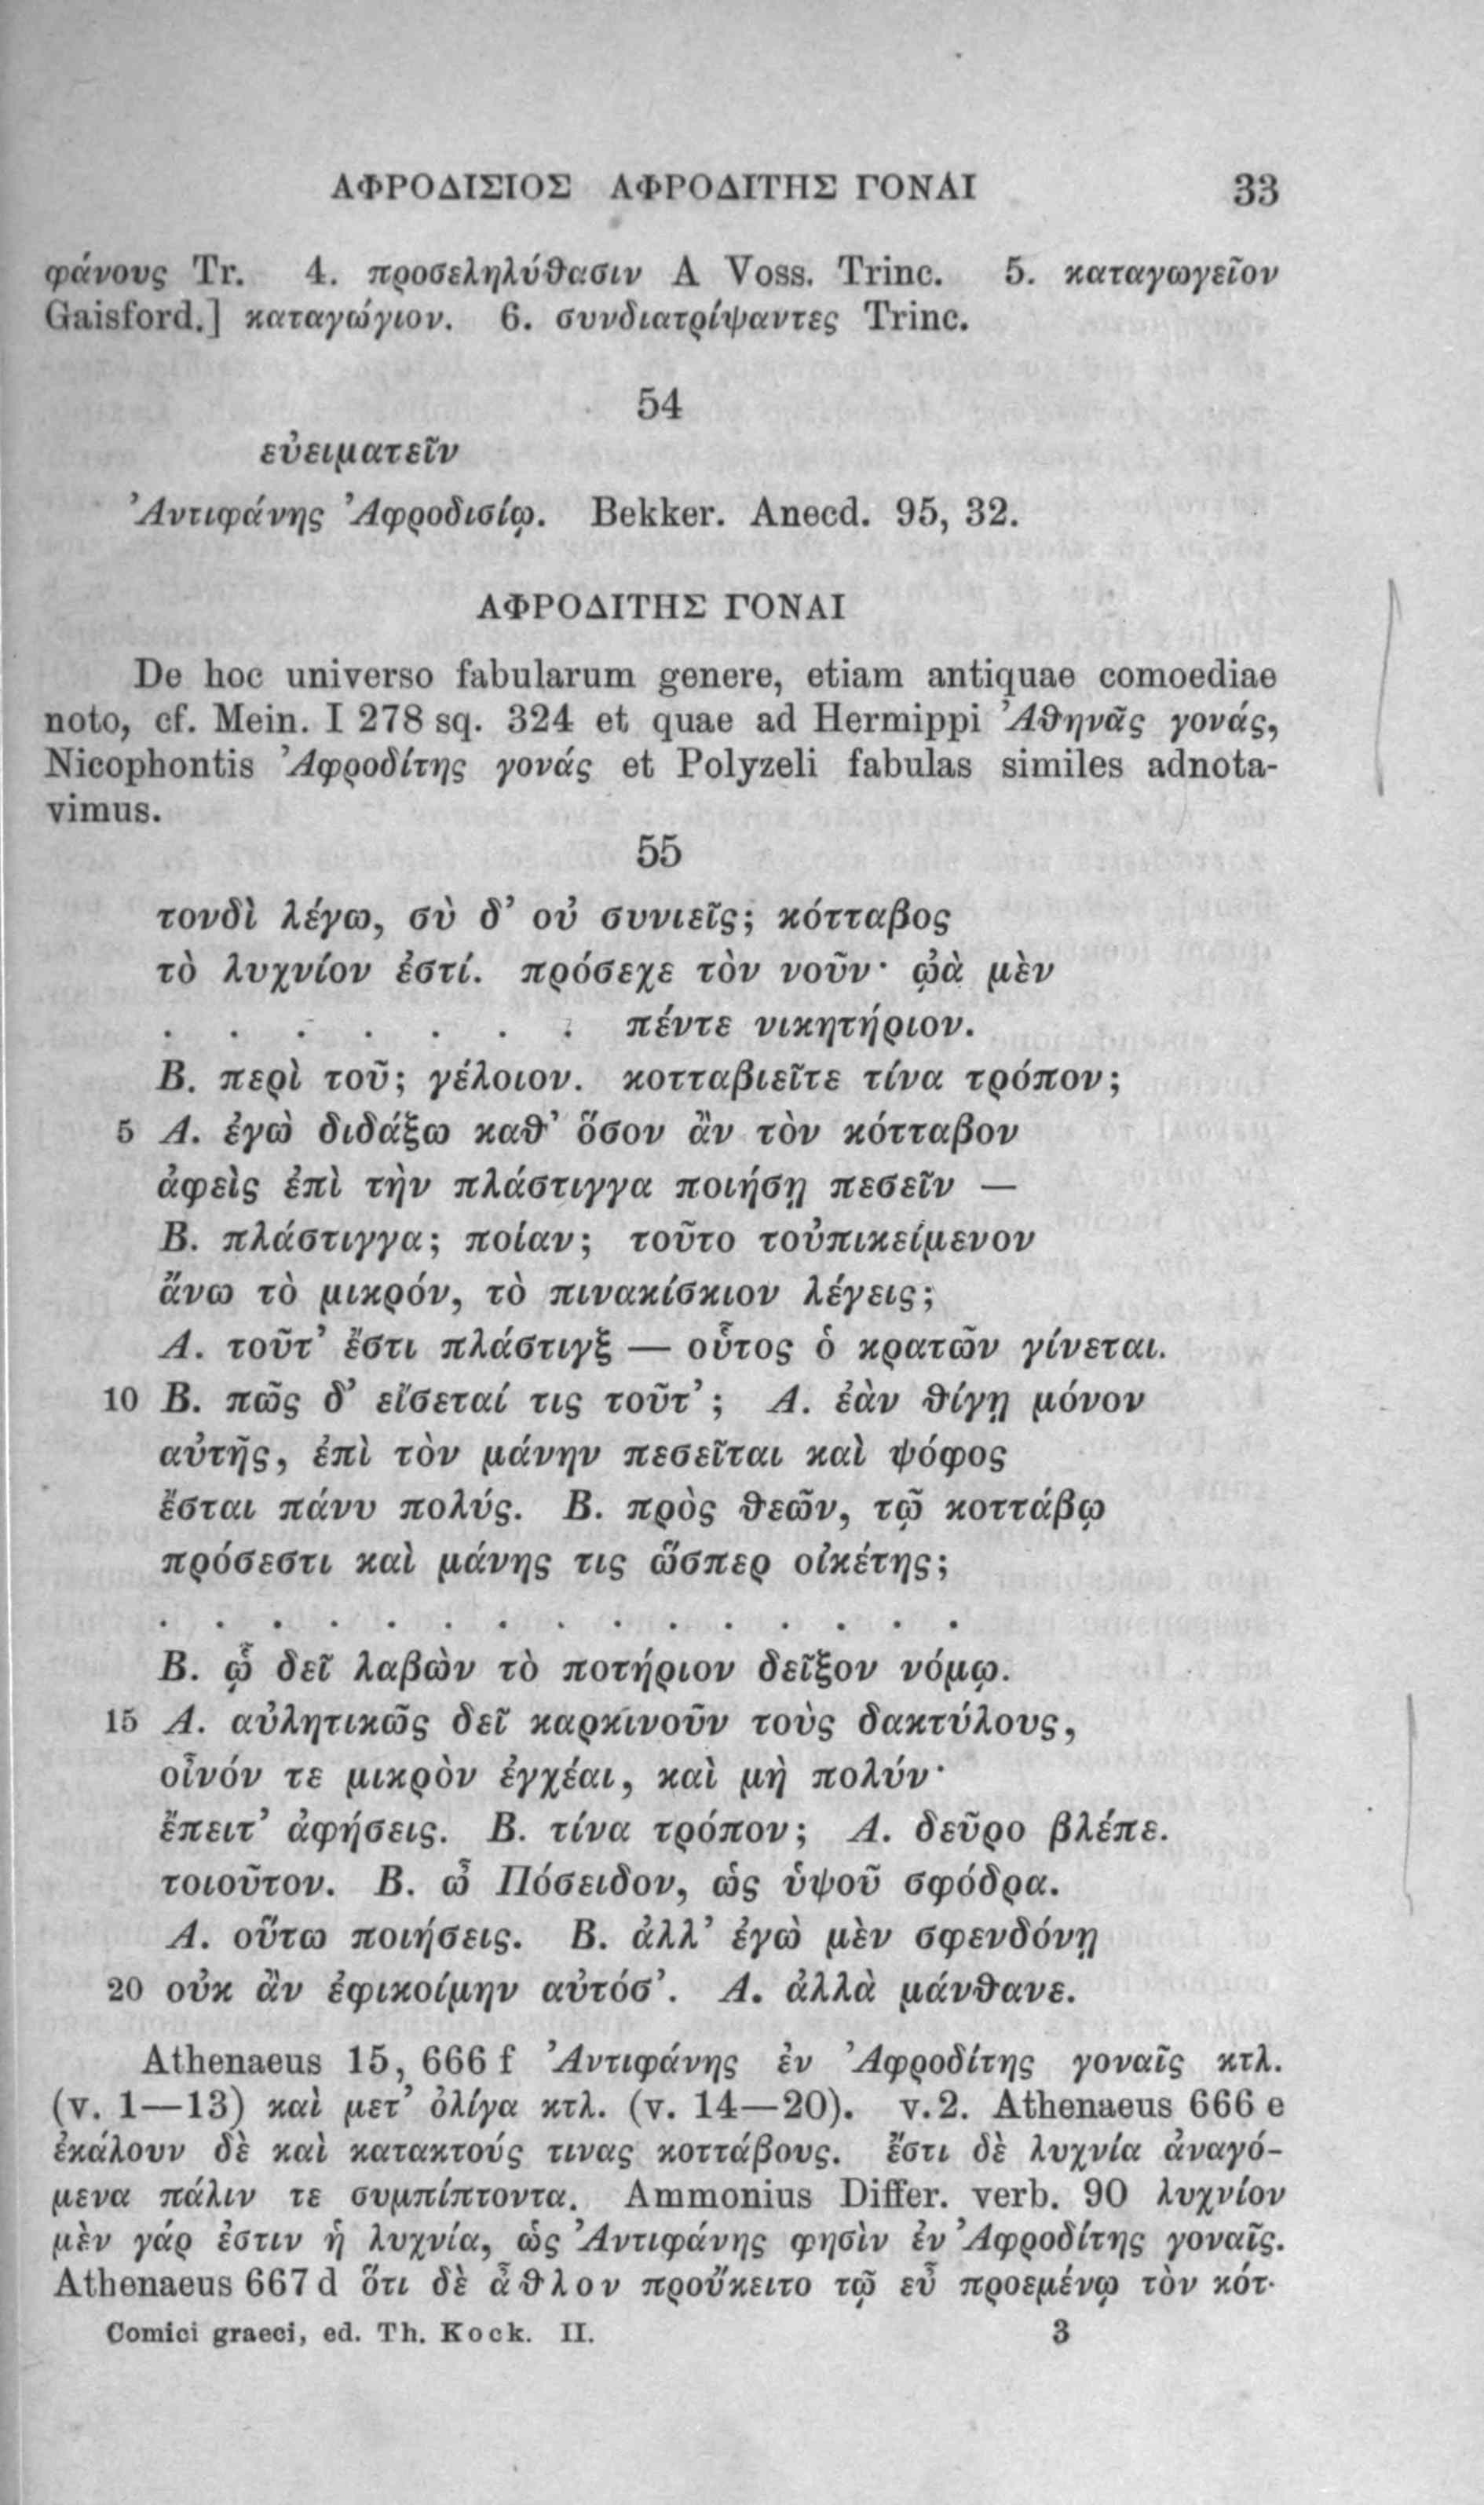 ΑΦΡΟΔΙΣΙΟΣ ΑΦΡΟΔΙΤΗΣ ΓΟΝΑΙ 33
φάνους Tr. 4. προσεληλύθασιν A Voss. Trinc. 5. καταγωγεῖον
Gaisford.] καταγώγιον. 6. συνδιατρίψαντες Trinc.
54
εὐειματεῖν
Ἀντιφάνης Ἀφροδισίῳ. Bekker. Anecd. 95, 32.
ΑΦΡΟΔΙΤΗΣ ΓΟΝΑΙ
De hoc universo fabularum genere, etiam antiquae comoediae
noto, cf. Mein. I 278 sq. 324 et quae ad Hermippi Ἀθηνᾶς γονάς,
Nicophontis Ἀφροδίτης γονάς et Polyzeli fabulas similes adnota-
vimus.
55
τονδὶ λέγω, σὺ δ’ οὐ συνιεῖς; κότταβος
τὸ λυχνίον ἐστί. πρόσεχε τὸν νοῦν· ᾠὰ μὲν
. . . . . . . πέντε νικητήριον.
Β. περὶ τοῦ; γέλοιον. κοτταβιεῖτε τίνα τρόπον;
5 Α. ἐγὼ διδάξω καθ’ ὅσον ἂν τὸν κότταβον
ἀφεὶς ἐπὶ τὴν πλάστιγγα ποιήσῃ πεσεῖν —
Β. πλάστιγγα; ποίαν; τοῦτο τοὐπικείμενον
ἄνω τὸ μικρόν, τὸ πινακίσκιον λέγεις;
Α. τοῦτ’ ἔστι πλάστιγξ — οὗτος ὁ κρατῶν γίνεται.
10 Β. πῶς δ’ εἴσεταί τις τοῦτ’; Α. ἐὰν θίγῃ μόνον
αὐτῆς, ἐπὶ τὸν μάνην πεσεῖται καὶ ψόφος
ἔσται πάνυ πολύς. Β. πρὸς θεῶν, τῷ κοττάβῳ
πρόσεστι καὶ μάνης τις ὥσπερ οἰκέτης;
. . . . . . . . . . . . . . .
Β. ᾧ δεῖ λαβὼν τὸ ποτήριον δεῖξον νόμῳ.
15 Α. αὐλητικῶς δεῖ καρκινοῦν τοὺς δακτύλους,
οἶνόν τε μικρὸν ἐγχέαι, καὶ μὴ πολύν·
ἔπειτ’ ἀφήσεις. Β. τίνα τρόπον; Α. δεῦρο βλέπε.
τοιοῦτον. Β. ὦ Πόσειδον, ὡς ὑψοῦ σφόδρα.
Α. οὕτω ποιήσεις. Β. ἀλλ’ ἐγὼ μὲν σφενδόνῃ
20 οὐκ ἂν ἐφικοίμην αὐτόσ’. Α. ἀλλὰ μάνθανε.
Athenaeus 15, 666 f Ἀντιφάνης ἐν Ἀφροδίτης γοναῖς κτλ.
(v. 1—13) καὶ μετ’ ὀλίγα κτλ. (v. 14—20). v. 2. Athenaeus 666 e
ἐκάλουν δὲ καὶ κατακτούς τινας κοττάβους. ἔστι δὲ λυχνία ἀναγό-
μενα πάλιν τε συμπίπτοντα. Ammonius Differ. verb. 90 λυχνίον
μὲν γάρ ἐστιν ἡ λυχνία, ὡς Ἀντιφάνης φησὶν ἐν Ἀφροδίτης γοναῖς.
Athenaeus 667 d ὅτι δὲ ἆθλον προὔκειτο τῷ εὖ προεμένῳ τὸν κότ-
Comici graeci, ed. Th. Kock. II. 3